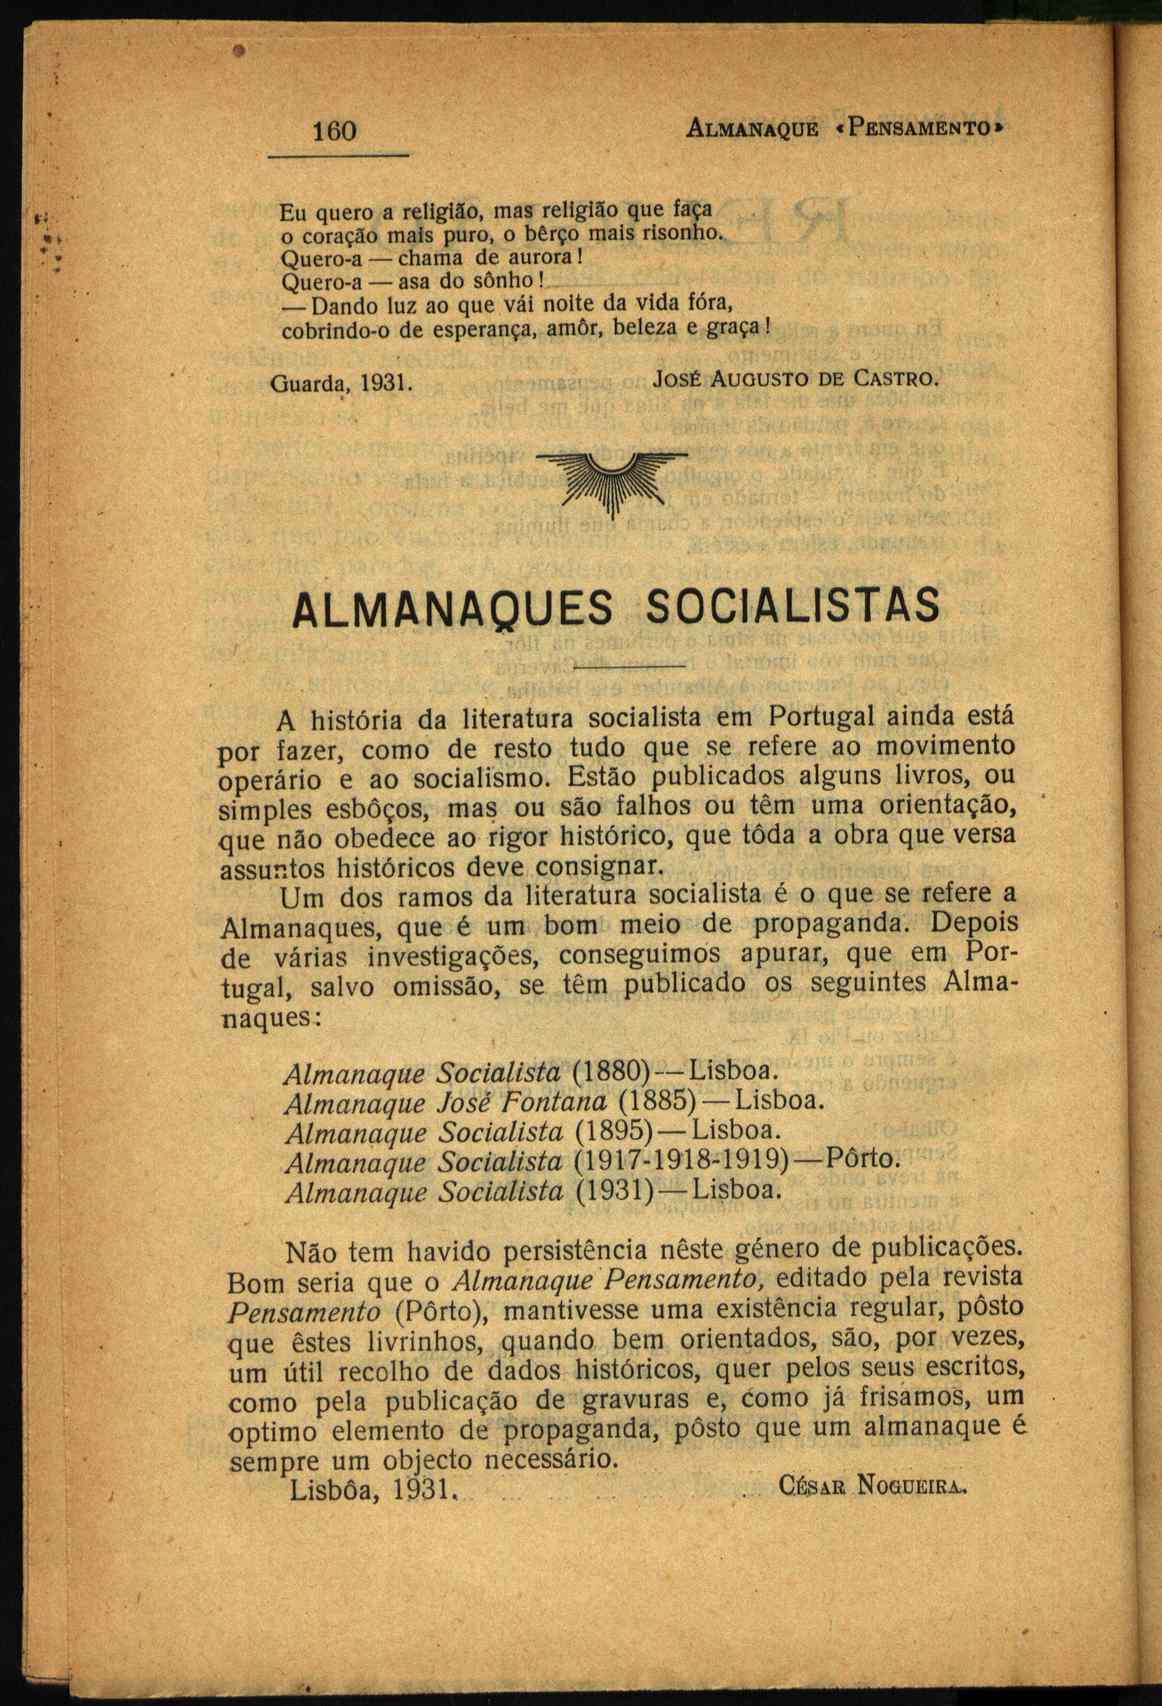 160
ALMANAQUE «PENSAMENTO»
Eu quero a religião, mas religião que faça
o coração mais puro, o bêrço mais risonho.
Quero-a — chama de aurora!
Quero-a — asa do sônho!
— Dando luz ao que vái noite da vida fóra,
cobrindo-o de esperança, amôr, beleza e graça!
Guarda, 1931.
JOSÉ AUGUSTO DE CASTRO.
ALMANAQUES SOCIALISTAS
A história da literatura socialista em Portugal ainda está
por fazer, como de resto tudo que se refere ao movimento
operário e ao socialismo. Estão publicados alguns livros, ou
simples esbôços, mas ou são falhos ou têm uma orientação,
que não obedece ao rigor histórico, que tôda a obra que versa
assuntos históricos deve consignar.
Um dos ramos da literatura socialista é o que se refere a
Almanaques, que é um bom meio de propaganda. Depois
de várias investigações, conseguimos apurar, que em Por-
tugal, salvo omissão, se têm publicado os seguintes Alma-
naques:
Almanaque Socialista (1880) — Lisboa.
Almanaque José Fontana (1885) — Lisboa.
Almanaque Socialista (1895) — Lisboa.
Almanaque Socialista (1917-1918-1919) — Pôrto.
Almanaque Socialista (1931) — Lisboa.
Não tem havido persistência nêste género de publicações.
Bom seria que o Almanaque Pensamento, editado pela revista
Pensamento (Pôrto), mantivesse uma existência regular, pôsto
que êstes livrinhos, quando bem orientados, são, por vezes,
um útil recolho de dados históricos, quer pelos seus escritos,
como pela publicação de gravuras e, como já frisamos, um
optimo elemento de propaganda, pôsto que um almanaque é
sempre um objecto necessário.
Lisbôa, 1931.
CÉSAR NOGUEIRA.